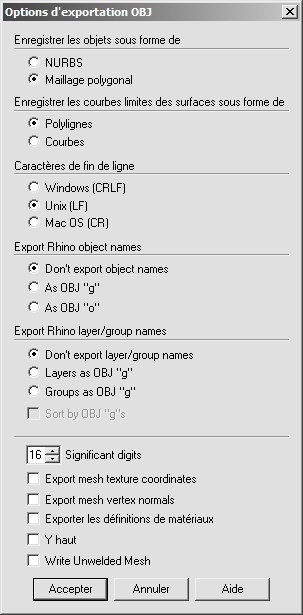 Options d'exportation OBJ
Enregistrer les objets sous forme de
NURBS
Maillage polygonal
Enregistrer les courbes limites des surfaces sous forme de
Polylignes
Courbes
Caractères de fin de ligne
Windows (CRLF)
Unix (LF)
Mac OS (CR)
Export Rhino object names
Don't export object names
As OBJ "g"
As OBJ "o"
Export Rhino layer/group names
Don't export layer/group names
Layers as OBJ "g"
Groups as OBJ "g"
Sort by OBJ "g"s
16 Significant digits
Export mesh texture coordinates
Export mesh vertex normals
Exporter les définitions de matériaux
Y haut
Write Unwelded Mesh
Accepter Annuler Aide